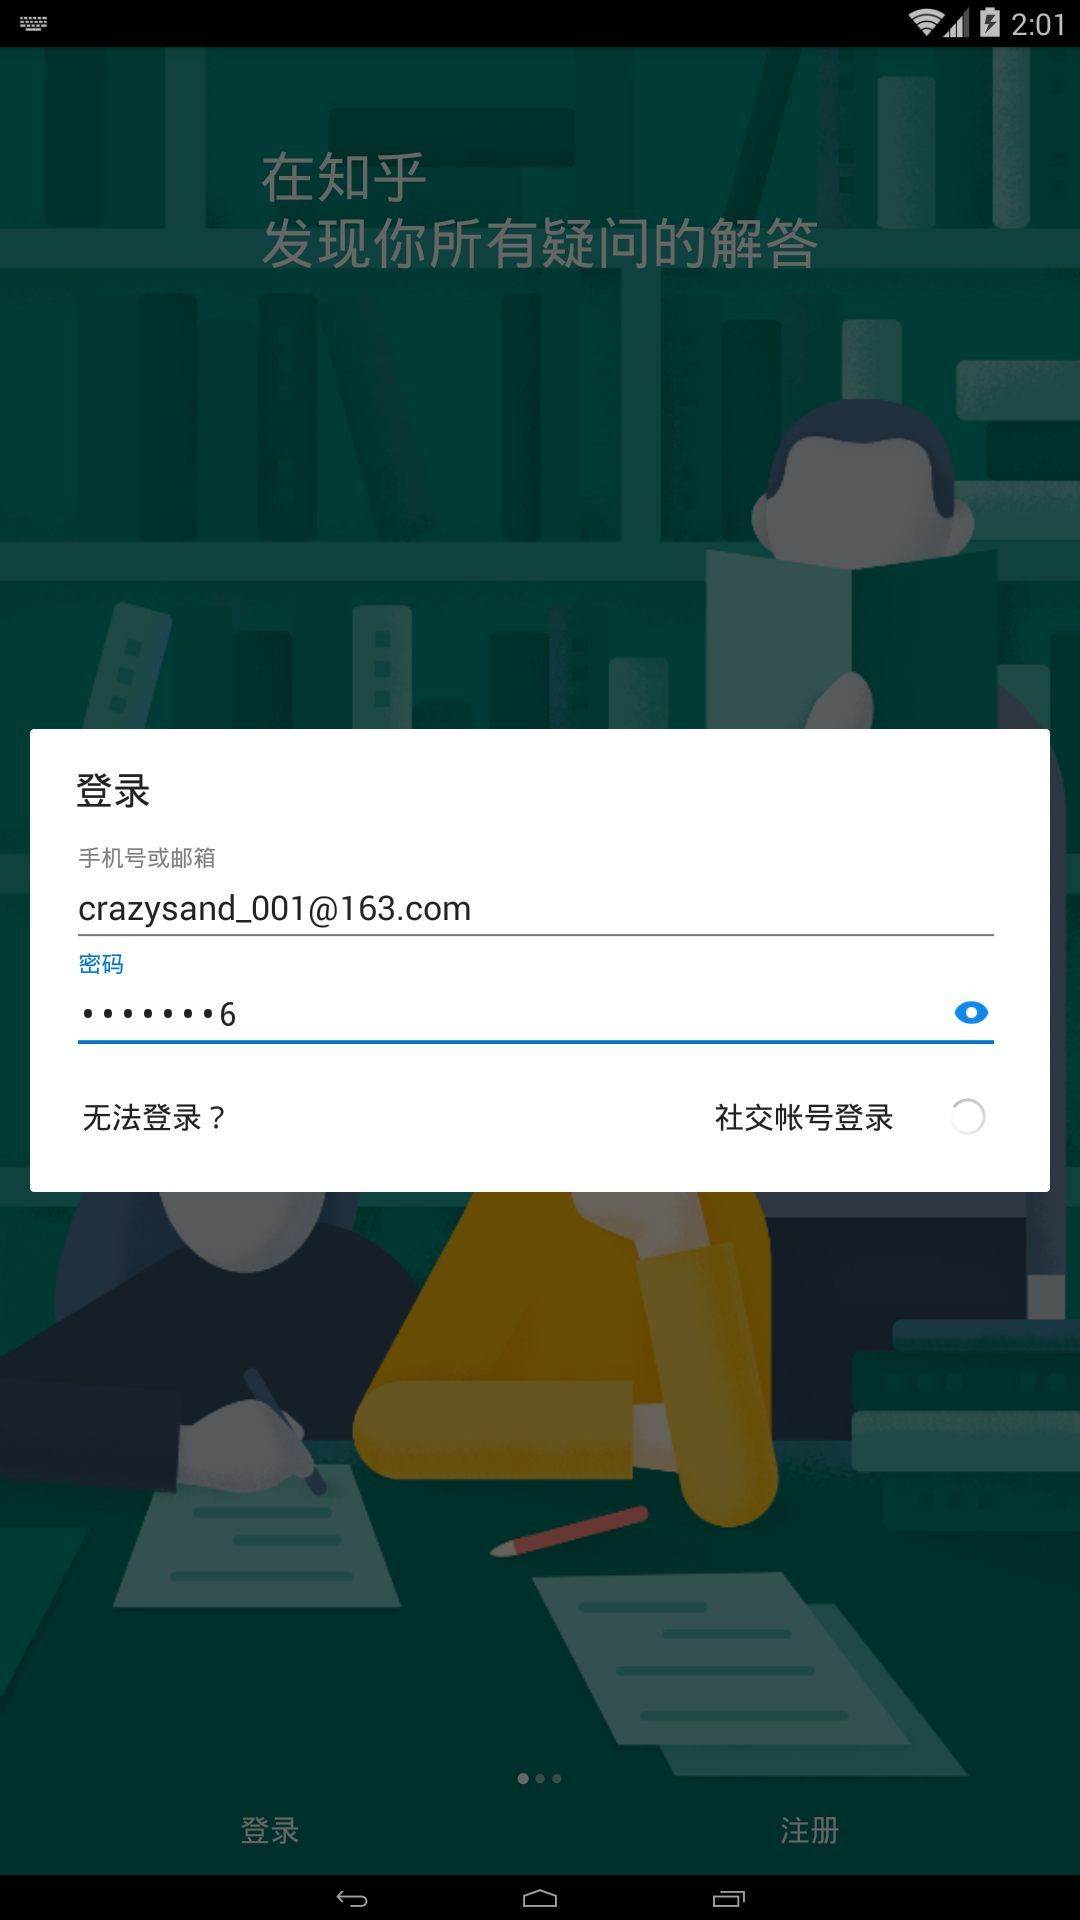 2:01
在知乎
发现你所有疑问的解答
登录
手机号或邮箱
crazysand_001@163.com
密码
•••••••6
无法登录？
社交帐号登录
登录
注册